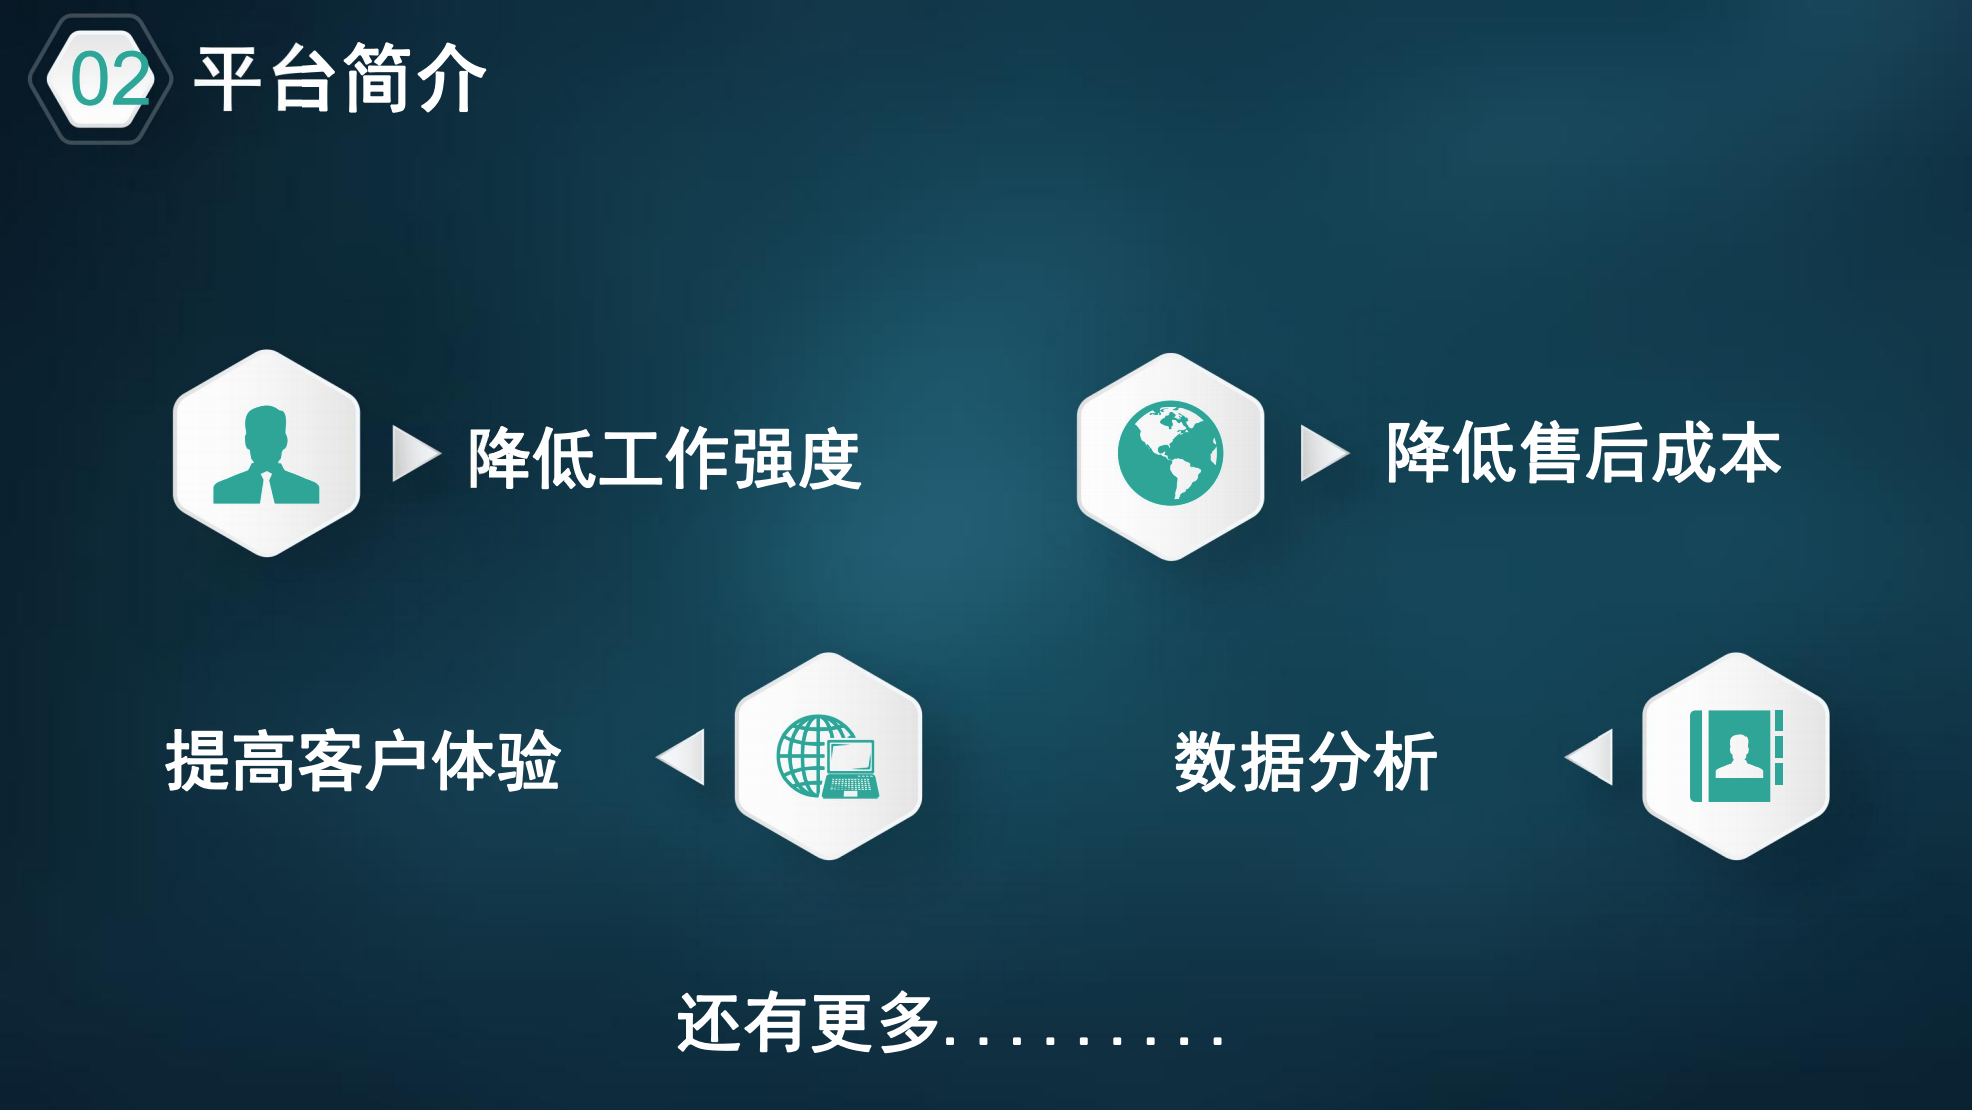 02 平台简介
降低工作强度
降低售后成本
提高客户体验
数据分析
还有更多.........